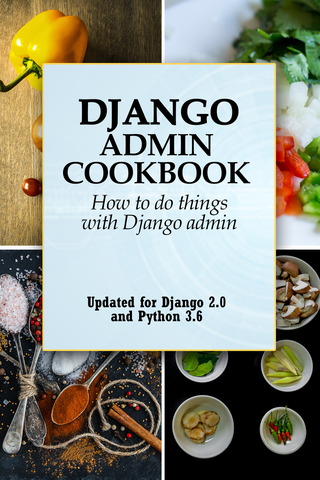 DJANGO
ADMIN
COOKBOOK
How to do things
with Django admin
Updated for Django 2.0
and Python 3.6